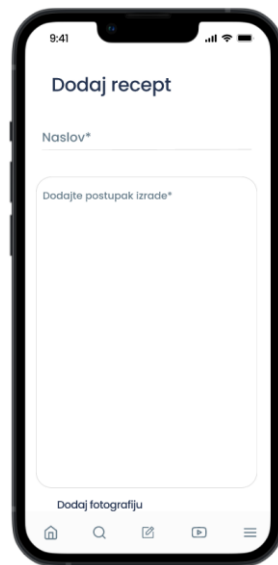 9:41
Dodaj recept
Naslov*
Dodajte postupak izrade*
Dodaj fotografiju